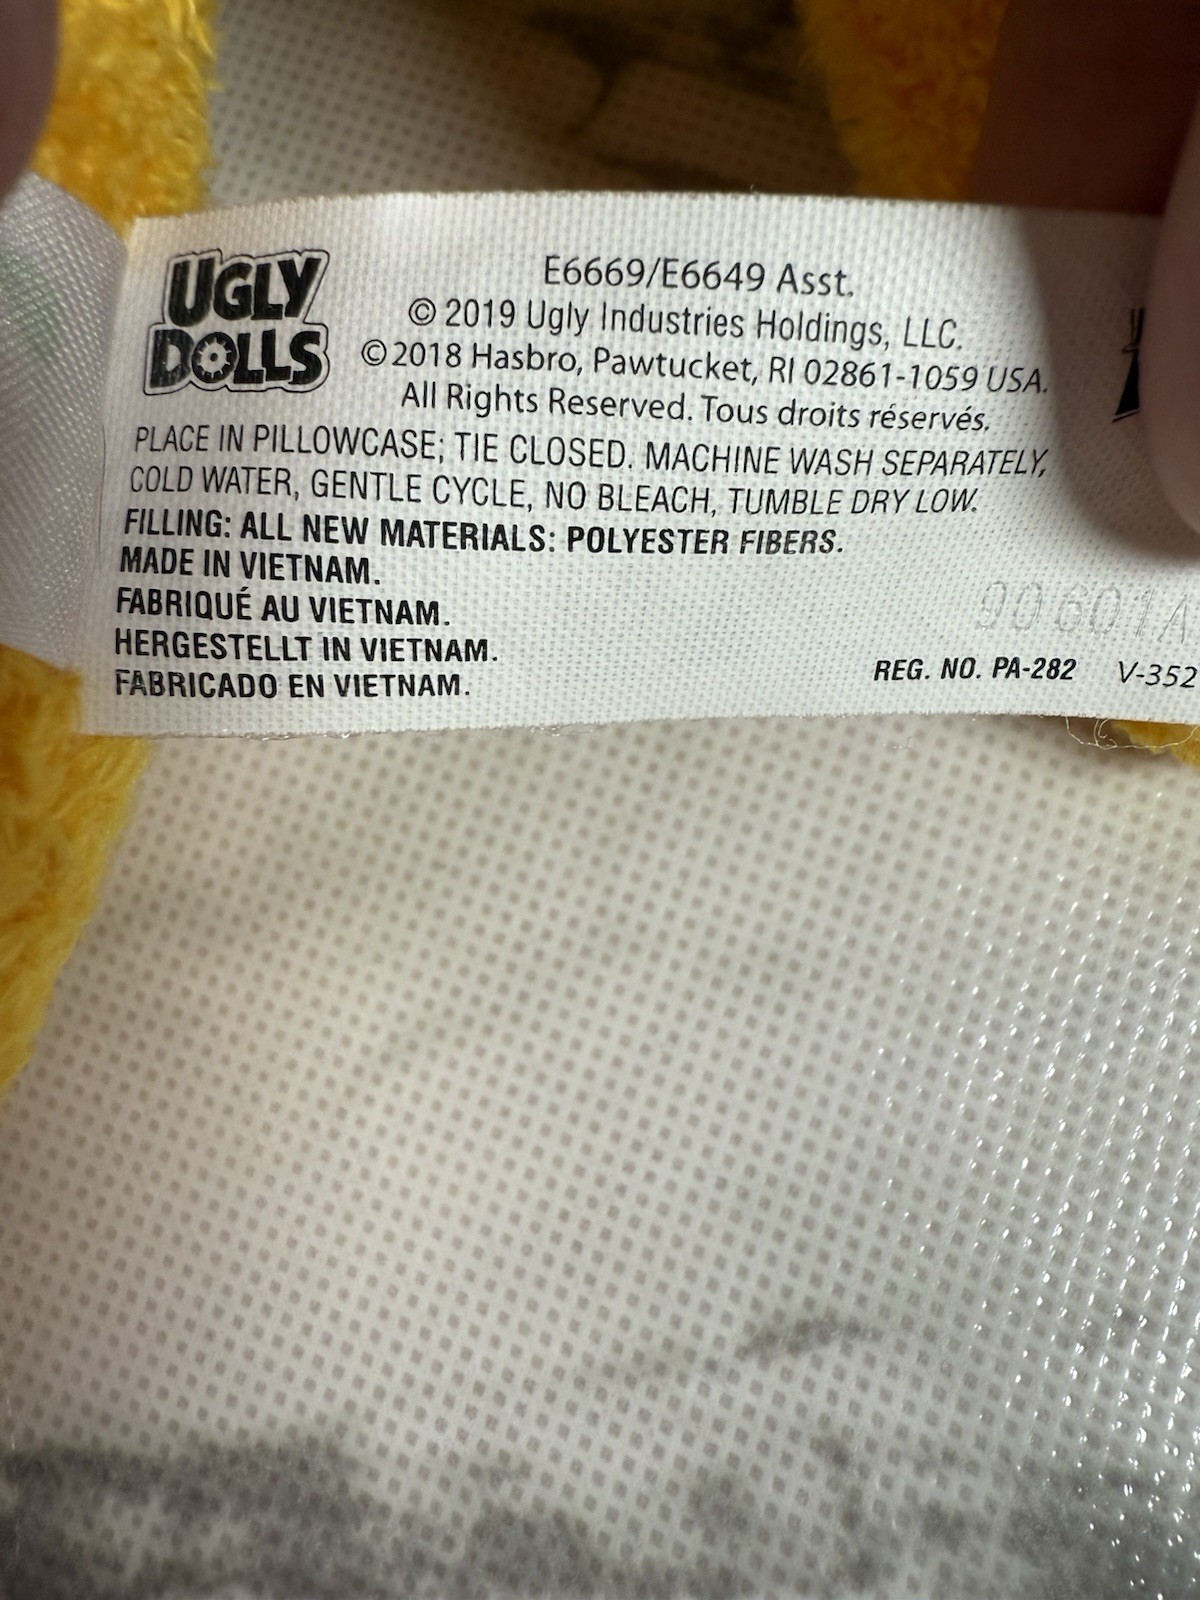 UGLY
DOLLS
E6669/E6649 Asst.
© 2019 Ugly Industries Holdings, LLC.
© 2018 Hasbro, Pawtucket, RI 02861-1059 USA.
All Rights Reserved. Tous droits réservés.
PLACE IN PILLOWCASE; TIE CLOSED. MACHINE WASH SEPARATELY,
COLD WATER, GENTLE CYCLE, NO BLEACH, TUMBLE DRY LOW.
FILLING: ALL NEW MATERIALS: POLYESTER FIBERS.
MADE IN VIETNAM.
FABRIQUÉ AU VIETNAM.
HERGESTELLT IN VIETNAM.
FABRICADO EN VIETNAM.
90601A
REG. NO. PA-282 V-352